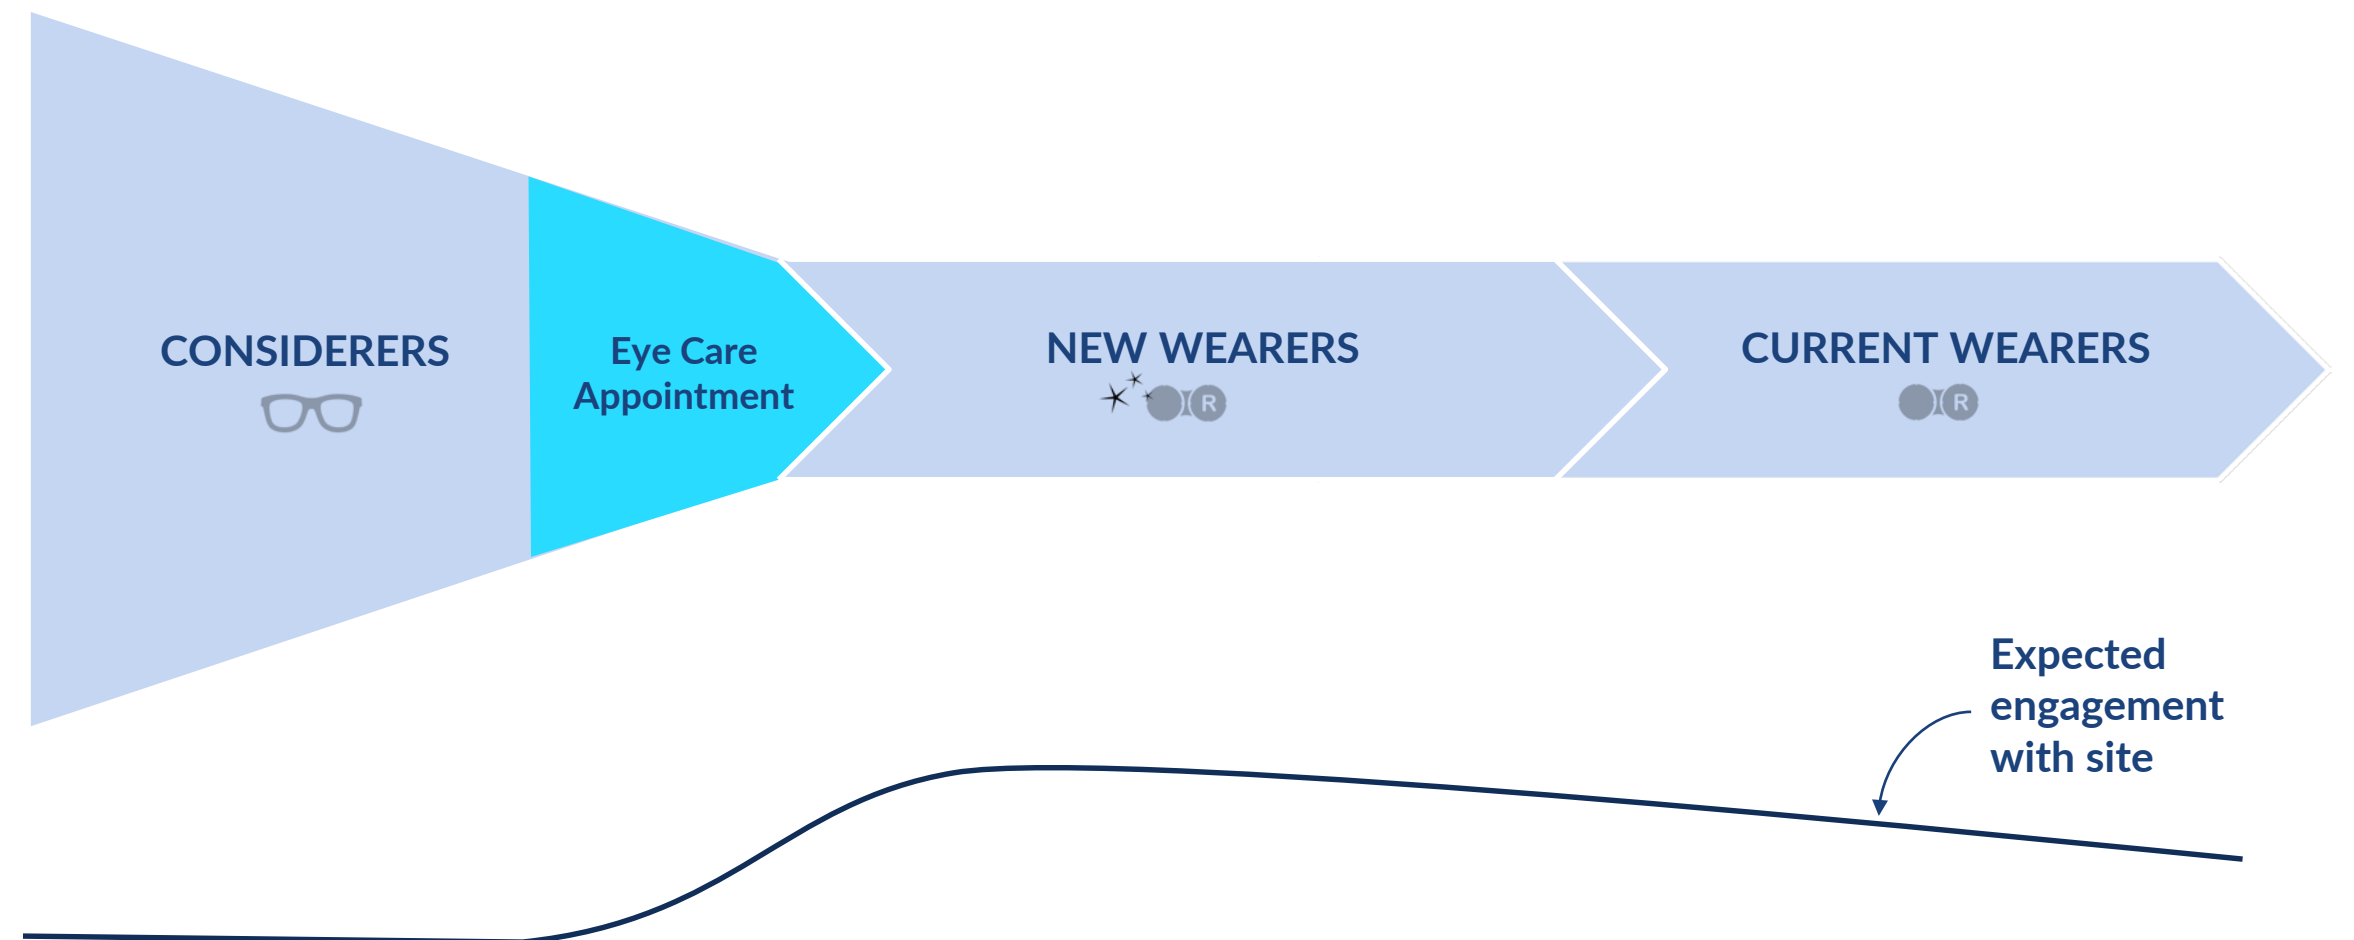 CONSIDERERS
Eye Care
Appointment
NEW WEARERS
R
CURRENT WEARERS
R
Expected
engagement
with site